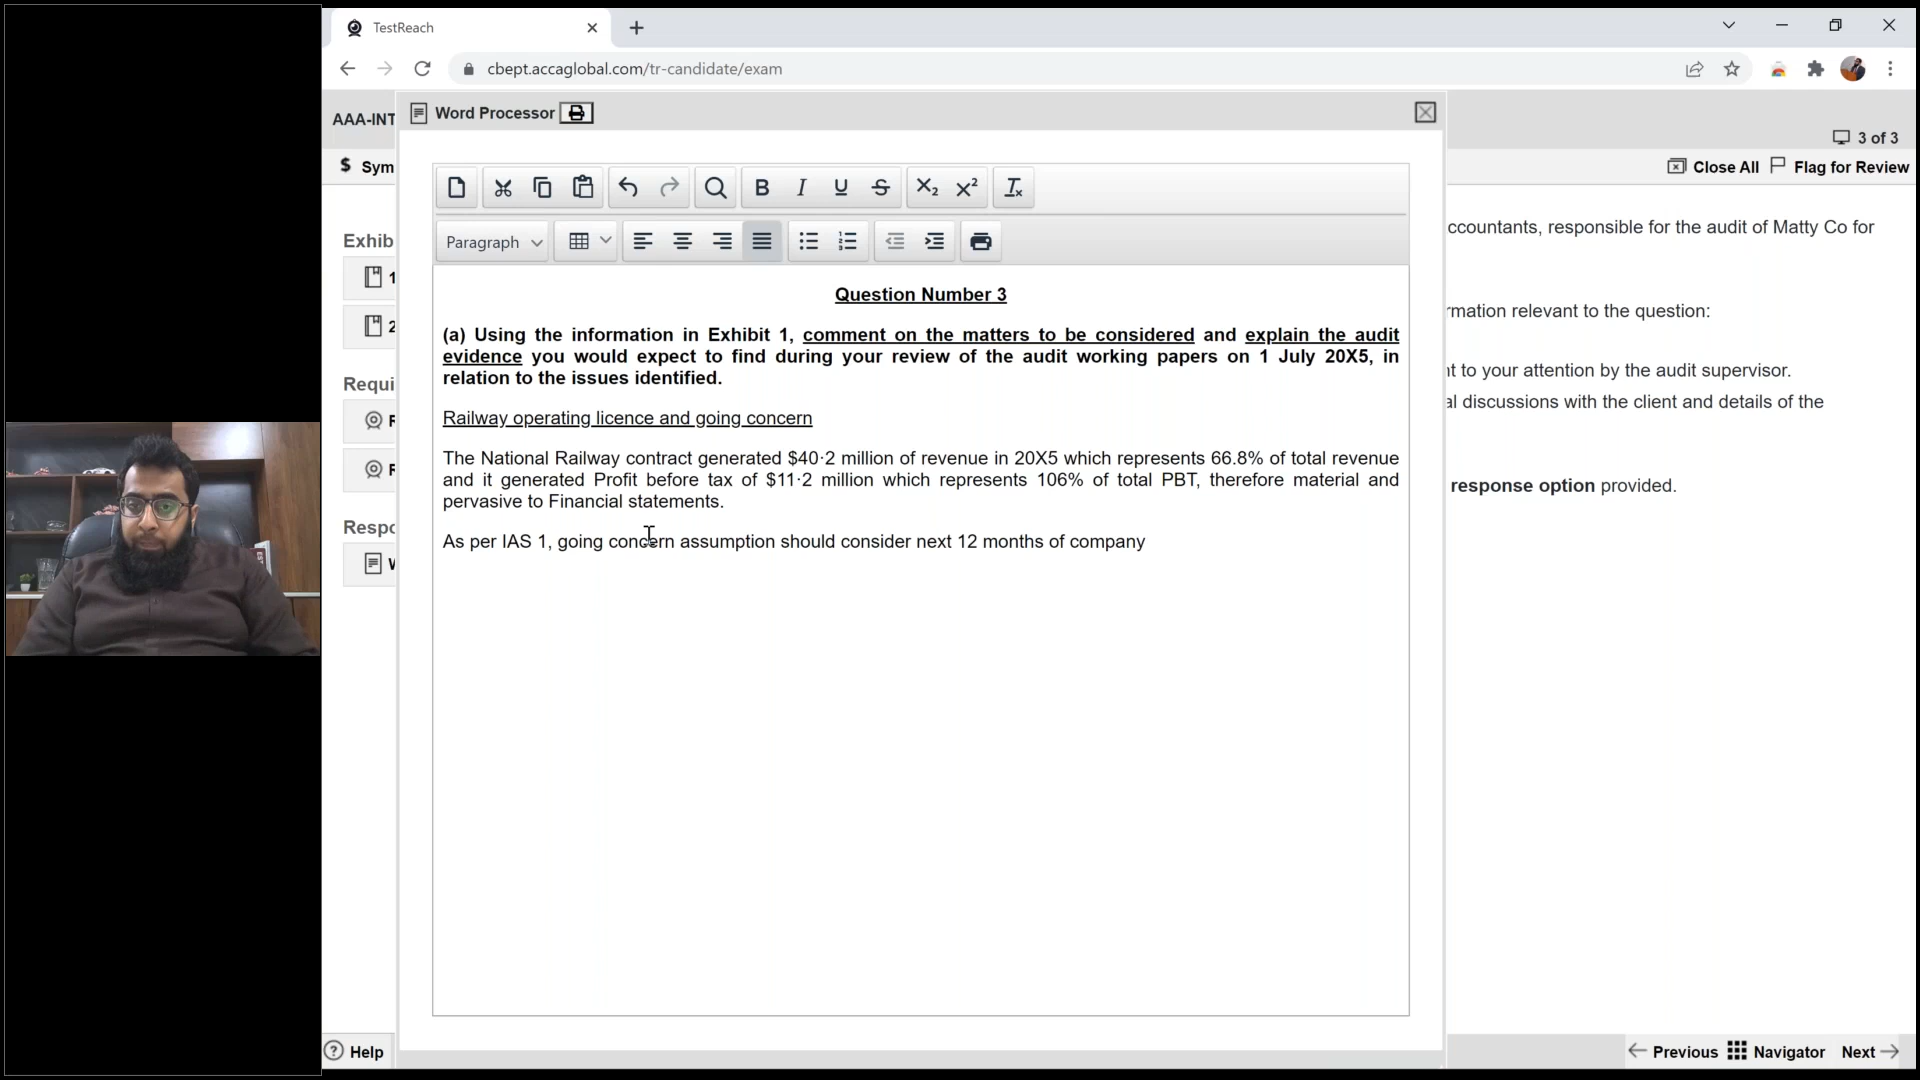 TestReach
cbept.accaglobal.com/tr-candidate/exam
AAA-INT
Word Processor
3 of 3
$ Sym
Close All
Flag for Review
Exhib
1
2
Requi
Respo
Paragraph
B I U S X₂ X² Tx
Question Number 3
(a) Using the information in Exhibit 1, comment on the matters to be considered and explain the audit
evidence you would expect to find during your review of the audit working papers on 1 July 20X5, in
relation to the issues identified.
Railway operating licence and going concern
The National Railway contract generated $40·2 million of revenue in 20X5 which represents 66.8% of total revenue
and it generated Profit before tax of $11·2 million which represents 106% of total PBT, therefore material and
pervasive to Financial statements.
As per IAS 1, going concern assumption should consider next 12 months of company
ccountants, responsible for the audit of Matty Co for
rmation relevant to the question:
t to your attention by the audit supervisor.
al discussions with the client and details of the
response option provided.
Help
Previous
Navigator
Next